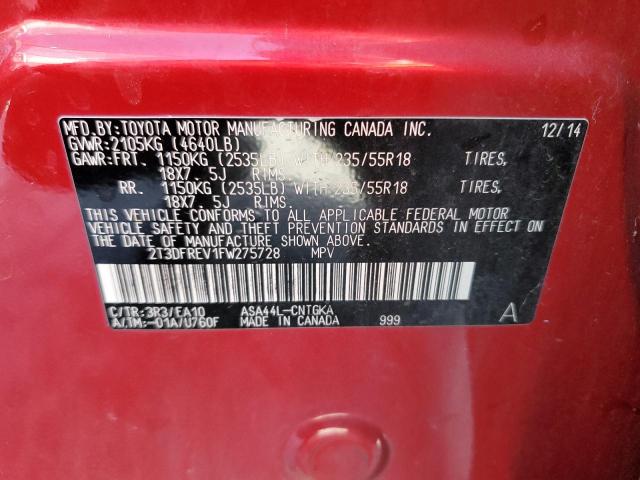 MFD. BY: TOYOTA MOTOR MANUFACTURING CANADA INC. 12/14
GVWR: 2105KG (4640LB)
GAWR: FRT. 1150KG (2535LB) WITH 235/55R18 TIRES,
18X7. 5J RIMS.
RR. 1150KG (2535LB) WITH 235/55R18 TIRES,
18X7. 5J RIMS.
THIS VEHICLE CONFORMS TO ALL APPLICABLE FEDERAL MOTOR
VEHICLE SAFETY AND THEFT PREVENTION STANDARDS IN EFFECT ON
THE DATE OF MANUFACTURE SHOWN ABOVE.
2T3DFREV1FW275728 MPV
C/TR: 3R3/EA10 ASA44L-CNTGKA
A/TM: -01A/U760F MADE IN CANADA 999 A